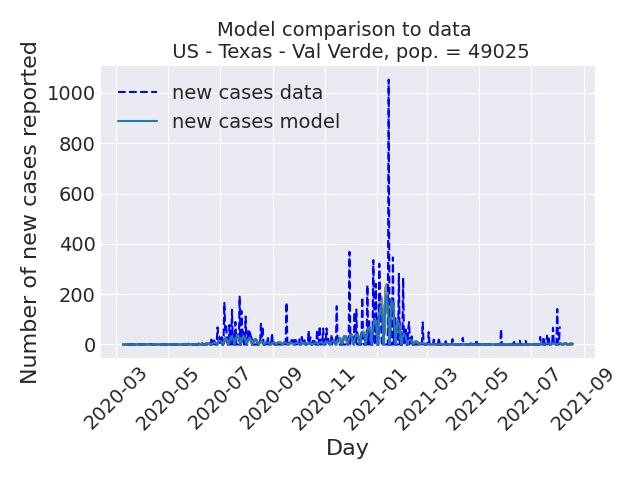 Model comparison to data
US - Texas - Val Verde, pop. = 49025
Number of new cases reported
1000
800
600
400
200
0
new cases data
new cases model
2020-03
2020-05
2020-07
2020-09
2020-11
2021-01
2021-03
2021-05
2021-07
2021-09
Day